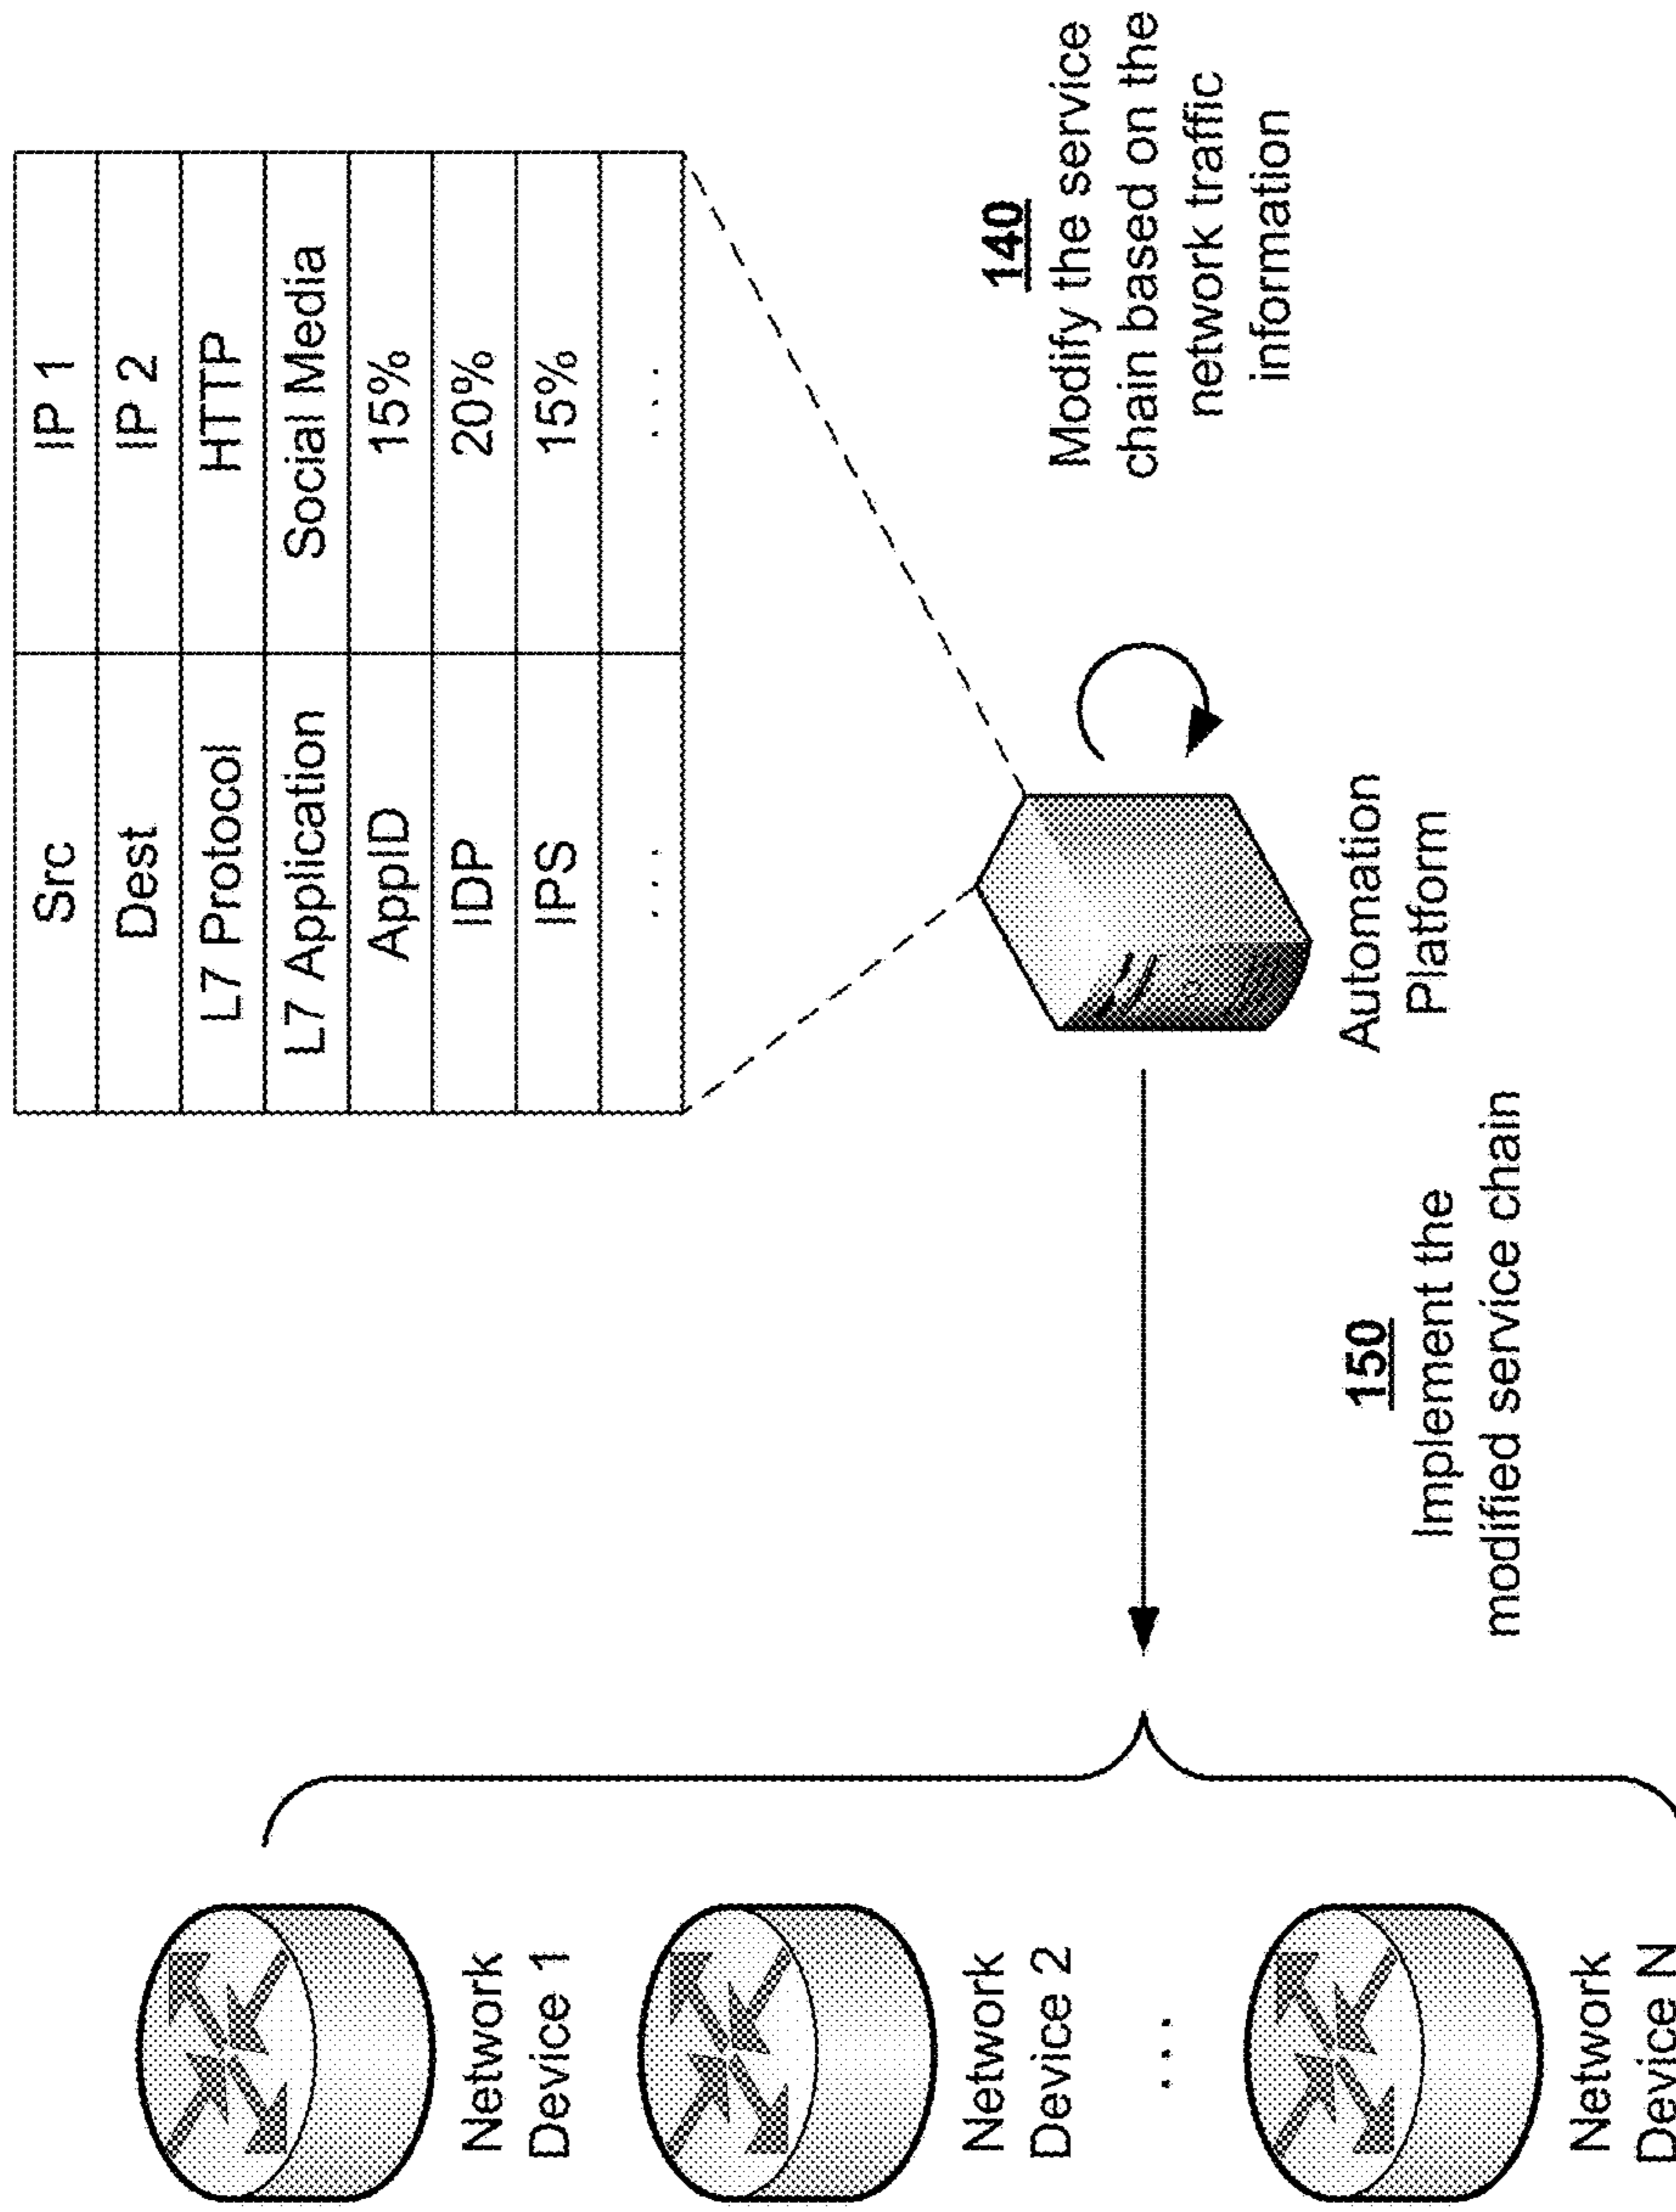 Src IP 1
Dest IP 2
L7 Protocol HTTP
L7 Application Social Media
AppID 15%
IDP 20%
IPS 15%
. . . . . .
Network
Device 1
Network
Device 2
. . .
Network
Device N
150
Implement the
modified service chain
Automation
Platform
140
Modify the service
chain based on the
network traffic
information